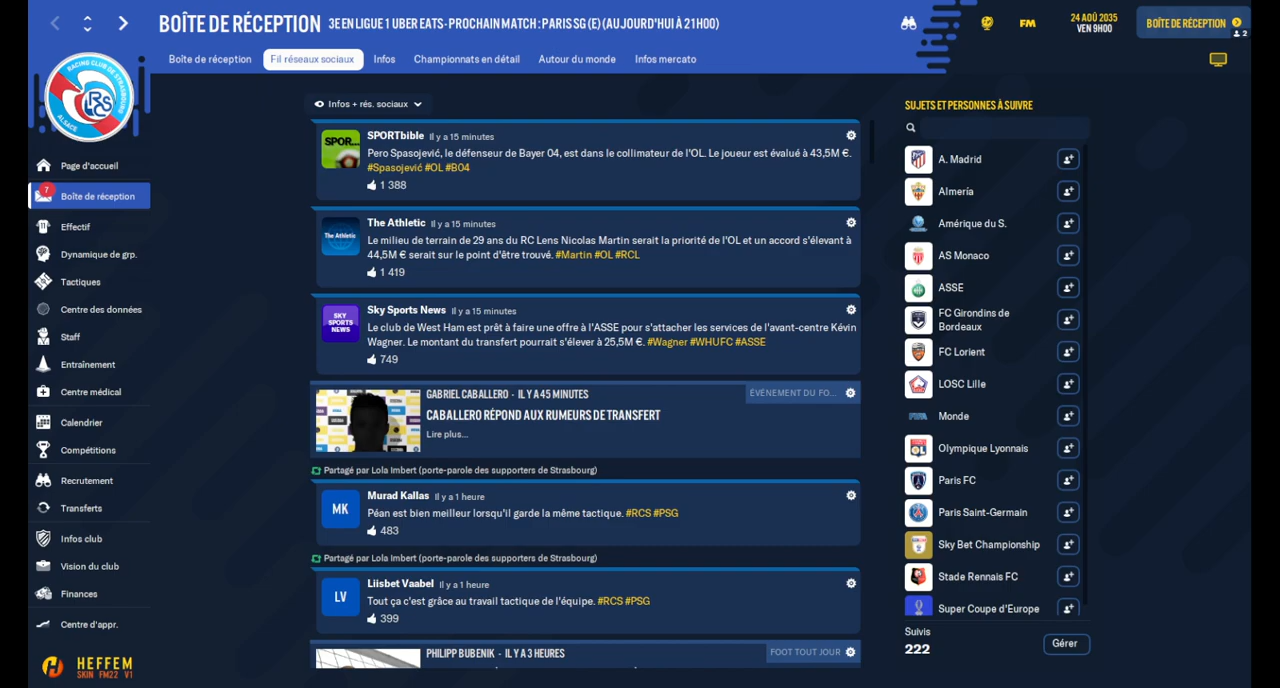 BOÎTE DE RÉCEPTION
3E EN LIGUE 1 UBER EATS - PROCHAIN MATCH : PARIS SG (E) (AUJOURD'HUI À 21H00)
FM
24 AOÛ 2035
VEN 9H00
BOÎTE DE RÉCEPTION
2
Boîte de réception
Fil réseaux sociaux
Infos
Championnats en détail
Autour du monde
Infos mercato
RACING CLUB DE STRASBOURG
ALSACE
RCS
Page d'accueil
7
Boîte de réception
Effectif
Dynamique de grp.
Tactiques
Centre des données
Staff
Entraînement
Centre médical
Calendrier
Compétitions
Recrutement
Transferts
Infos club
Vision du club
Finances
Centre d'appr.
HEFFEM
SKIN FM22 V1
Infos + rés. sociaux
SPOR...
SPORTbible Il y a 15 minutes
Pero Spasojević, le défenseur de Bayer 04, est dans le collimateur de l'OL. Le joueur est évalué à 43,5M €.
#Spasojević #OL #B04
1 388
The Athletic
The Athletic Il y a 15 minutes
Le milieu de terrain de 29 ans du RC Lens Nicolas Martin serait la priorité de l'OL et un accord s'élevant à
44,5M € serait sur le point d'être trouvé. #Martin #OL #RCL
1 419
SKY
SPORTS
NEWS
Sky Sports News Il y a 15 minutes
Le club de West Ham est prêt à faire une offre à l'ASSE pour s'attacher les services de l'avant-centre Kévin
Wagner. Le montant du transfert pourrait s'élever à 25,5M €. #Wagner #WHUFC #ASSE
749
GABRIEL CABALLERO - IL Y A 45 MINUTES
ÉVÉNEMENT DU FO...
CABALLERO RÉPOND AUX RUMEURS DE TRANSFERT
Lire plus...
Partagé par Lola Imbert (porte-parole des supporters de Strasbourg)
MK
Murad Kallas Il y a 1 heure
Péan est bien meilleur lorsqu'il garde la même tactique. #RCS #PSG
483
Partagé par Lola Imbert (porte-parole des supporters de Strasbourg)
LV
Liisbet Vaabel Il y a 1 heure
Tout ça c'est grâce au travail tactique de l'équipe. #RCS #PSG
399
PHILIPP BUBENIK - IL Y A 3 HEURES
FOOT TOUT JOUR
SUJETS ET PERSONNES À SUIVRE
A. Madrid
Almería
Amérique du S.
AS Monaco
ASSE
FC Girondins de
Bordeaux
FC Lorient
LOSC Lille
Monde
Olympique Lyonnais
Paris FC
Paris Saint-Germain
Sky Bet Championship
Stade Rennais FC
Super Coupe d'Europe
Suivis
222
Gérer